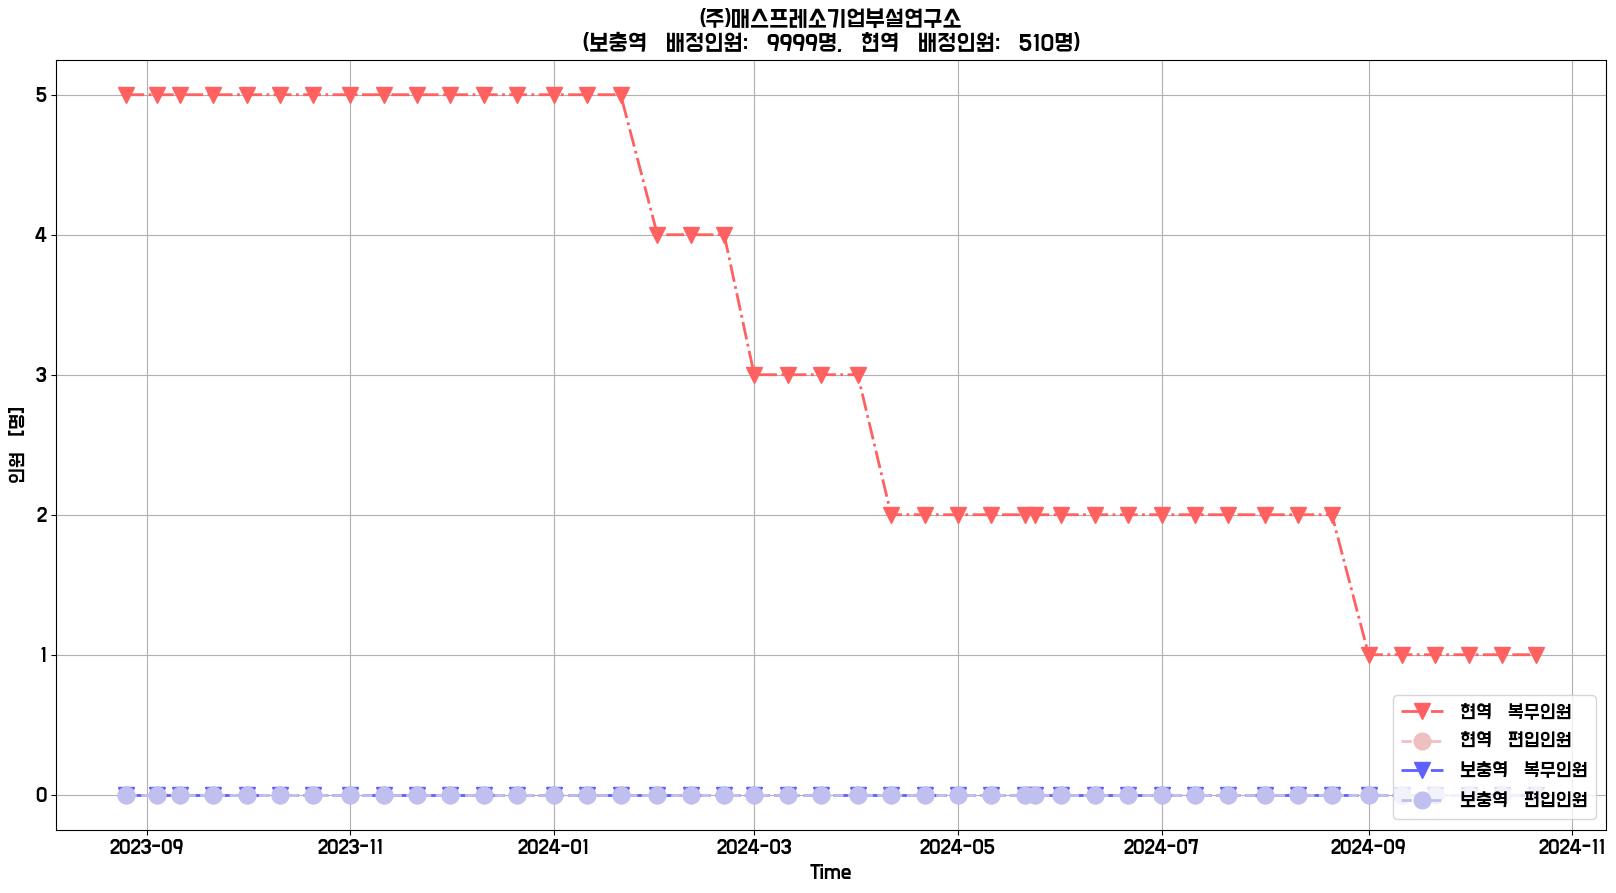 (주)매스프레소기업부설연구소
(보충역 배정인원: 9999명, 현역 배정인원: 510명)
인원 [명]
5
4
3
2
1
0
현역 복무인원
현역 편입인원
보충역 복무인원
보충역 편입인원
2023-09 2023-11 2024-01 2024-03 2024-05 2024-07 2024-09 2024-11
Time